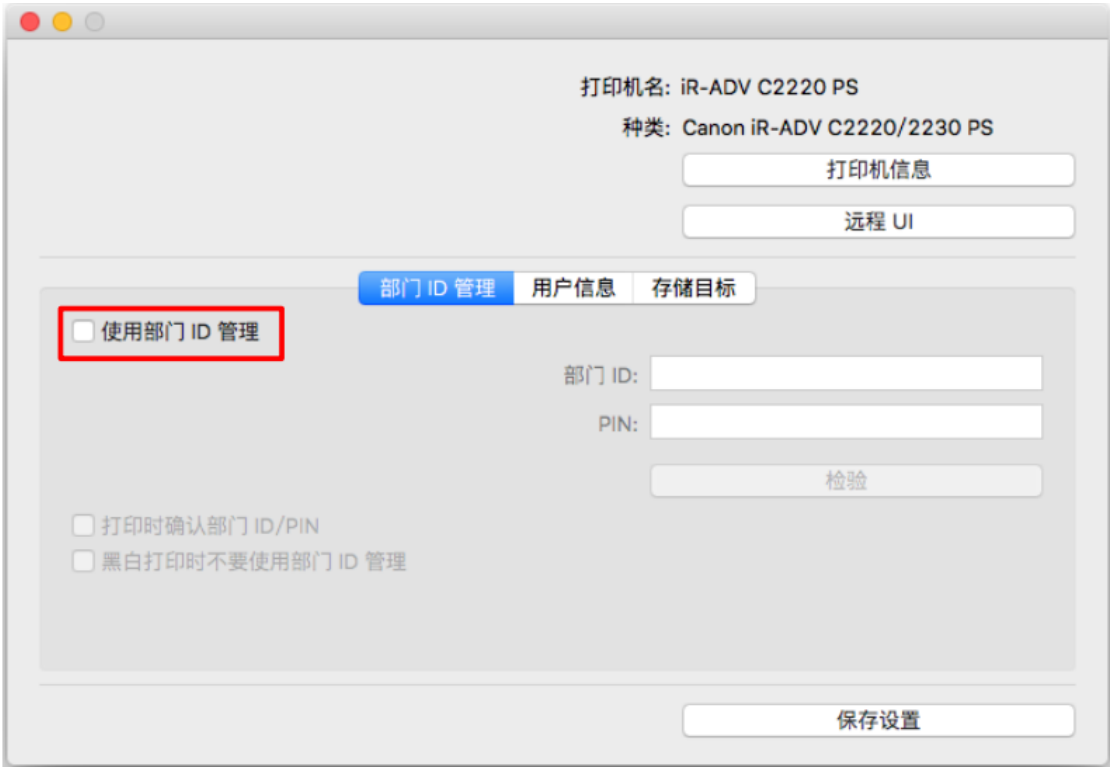 打印机名: iR-ADV C2220 PS
种类: Canon iR-ADV C2220/2230 PS
打印机信息
远程 UI
部门 ID 管理 用户信息 存储目标
使用部门 ID 管理
部门 ID:
PIN:
检验
打印时确认部门 ID/PIN
黑白打印时不要使用部门 ID 管理
保存设置